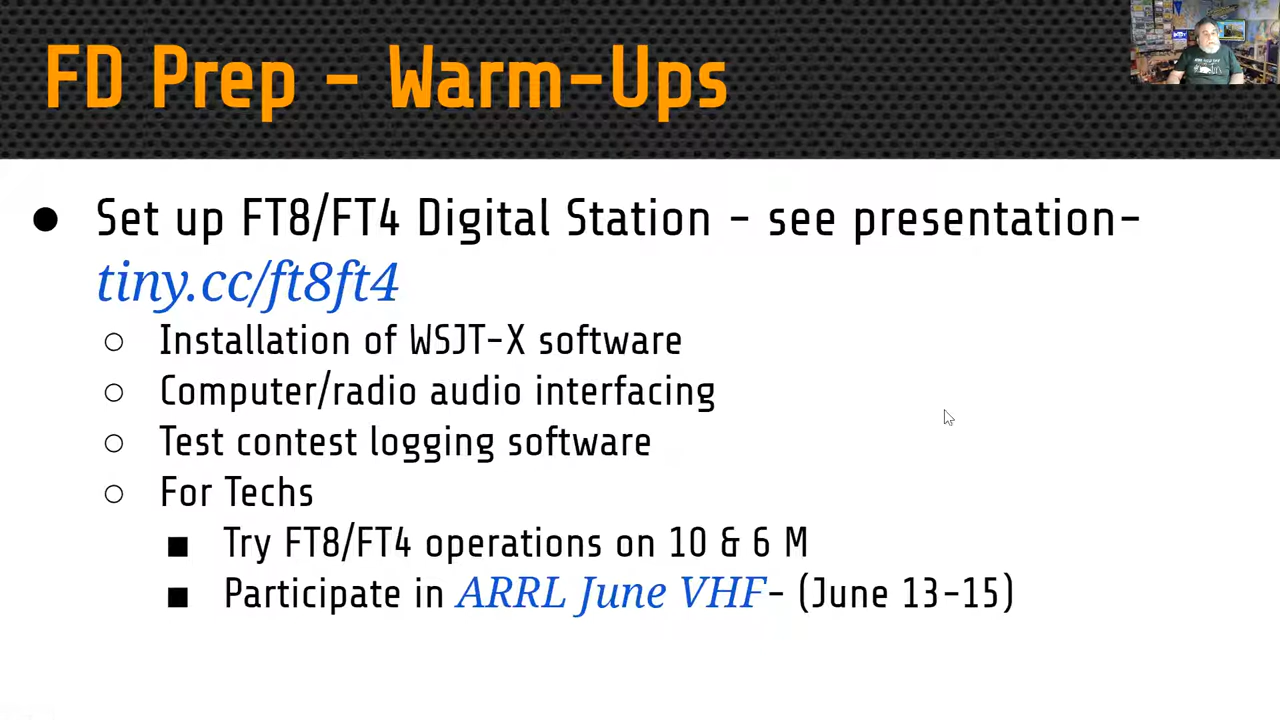 FD Prep - Warm-Ups
● Set up FT8/FT4 Digital Station - see presentation-
tiny.cc/ft8ft4
○ Installation of WSJT-X software
○ Computer/radio audio interfacing
○ Test contest logging software
○ For Techs
■ Try FT8/FT4 operations on 10 & 6 M
■ Participate in ARRL June VHF- (June 13-15)